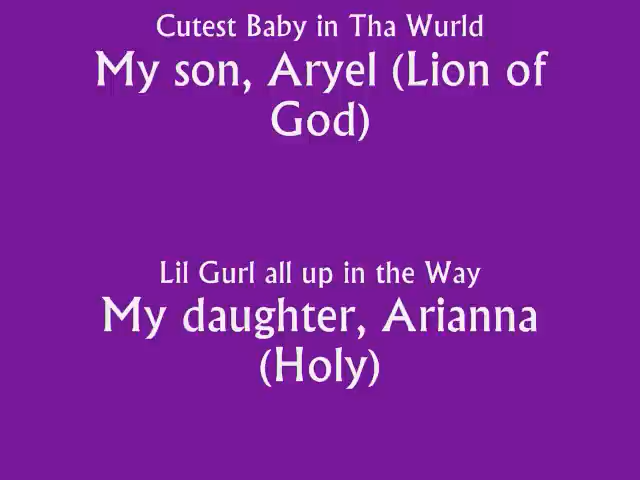 Cutest Baby in Tha Wurld
My son, Aryel (Lion of
God)
Lil Gurl all up in the Way
My daughter, Arianna
(Holy)